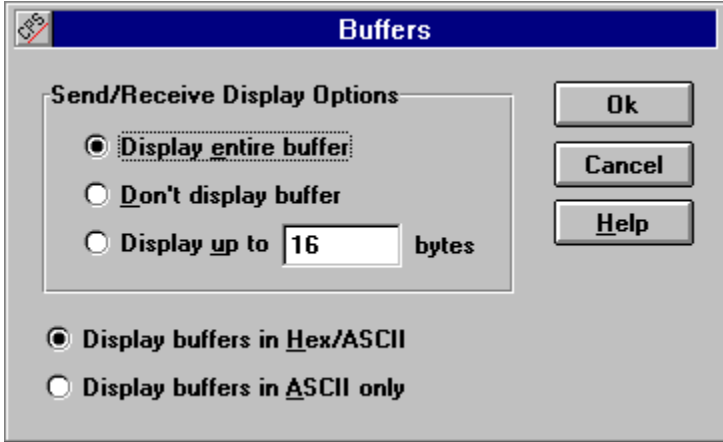 CPS
Buffers
Send/Receive Display Options
Display entire buffer
Don't display buffer
Display up to 16 bytes
Display buffers in Hex/ASCII
Display buffers in ASCII only
Ok
Cancel
Help